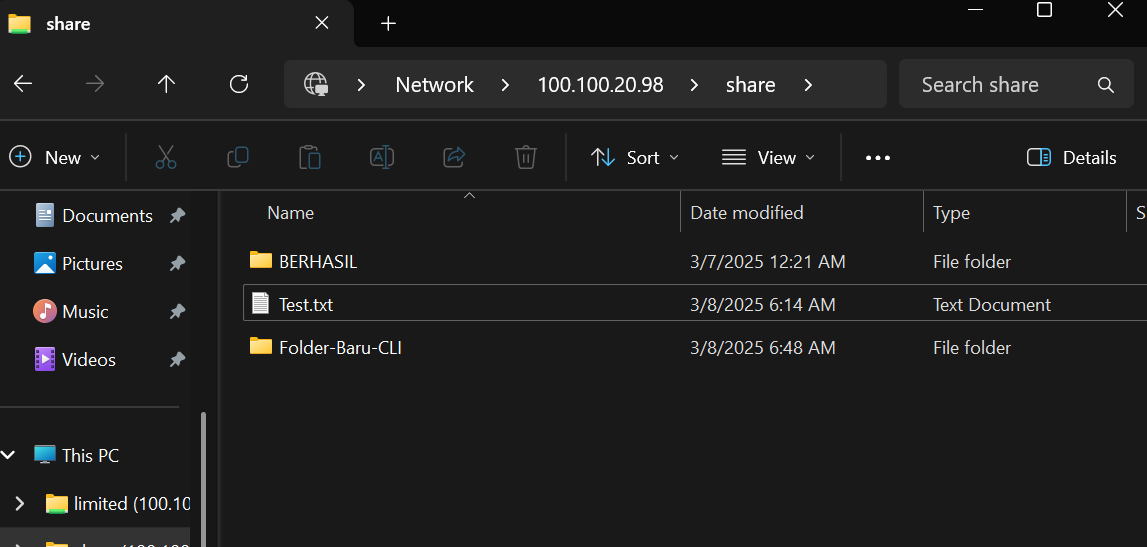 share
Network 100.100.20.98 share
Search share
New
Sort
View
Details
Name Date modified Type S
Documents
Pictures
Music
Videos
This PC
limited (100.10
BERHASIL 3/7/2025 12:21 AM File folder
Test.txt 3/8/2025 6:14 AM Text Document
Folder-Baru-CLI 3/8/2025 6:48 AM File folder